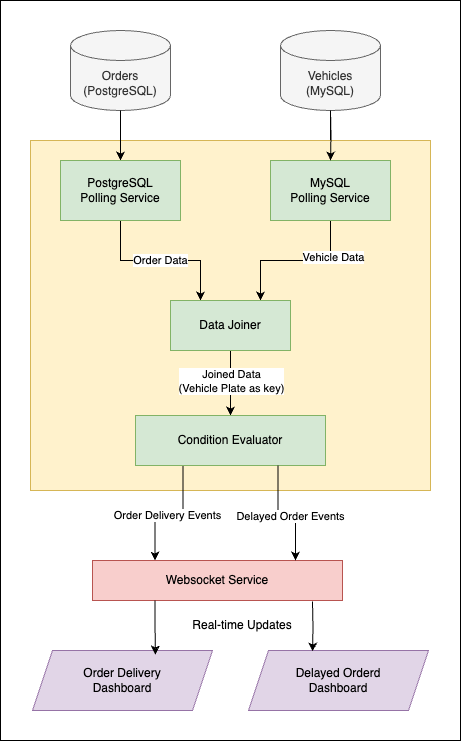 Orders
(PostgreSQL)
Vehicles
(MySQL)
PostgreSQL
Polling Service
MySQL
Polling Service
Order Data
Vehicle Data
Data Joiner
Joined Data
(Vehicle Plate as key)
Condition Evaluator
Order Delivery Events
Delayed Order Events
Websocket Service
Real-time Updates
Order Delivery
Dashboard
Delayed Orderd
Dashboard